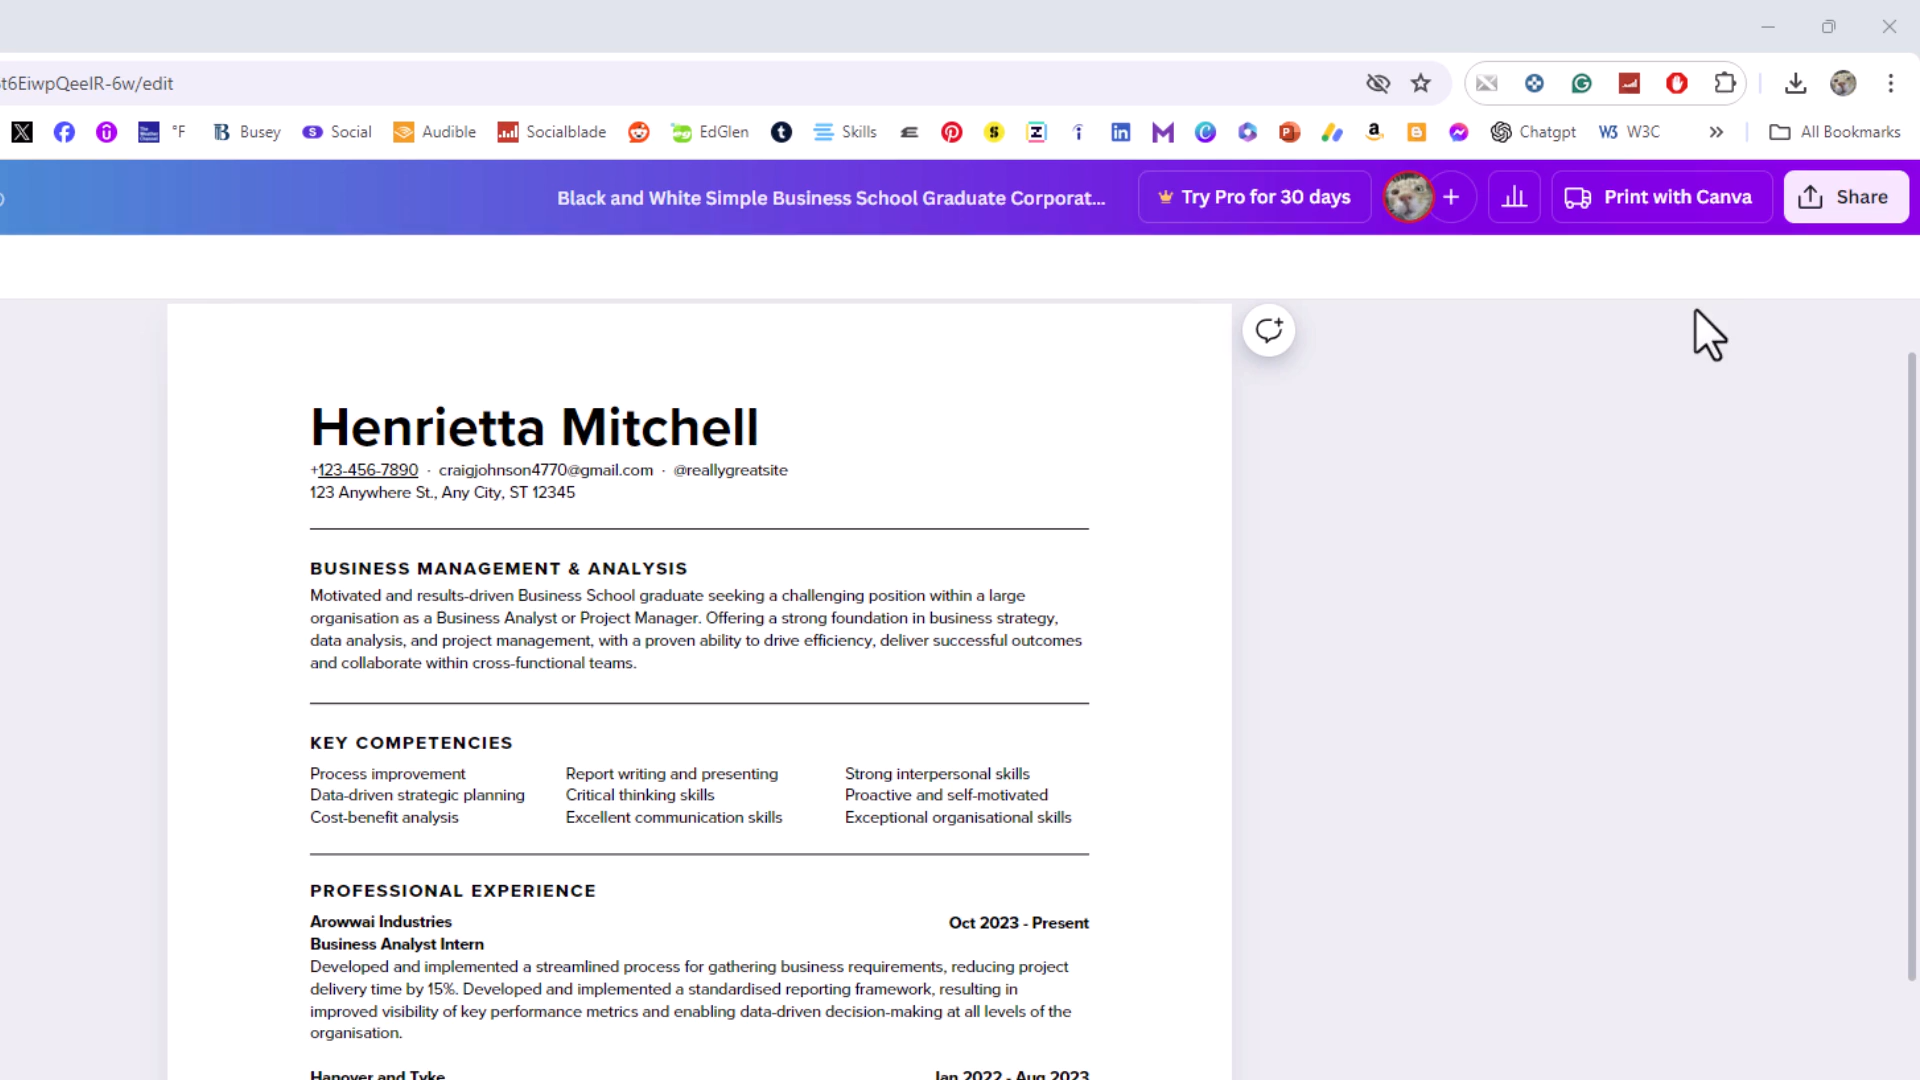 t6EiwpQeelR-6w/edit
°F
Busey
Social
Audible
Socialblade
EdGlen
Skills
Chatgpt
W3C
All Bookmarks
Black and White Simple Business School Graduate Corporat...
Try Pro for 30 days
Print with Canva
Share
Henrietta Mitchell
+123-456-7890 · craigjohnson4770@gmail.com · @reallygreatsite
123 Anywhere St., Any City, ST 12345
BUSINESS MANAGEMENT & ANALYSIS
Motivated and results-driven Business School graduate seeking a challenging position within a large
organisation as a Business Analyst or Project Manager. Offering a strong foundation in business strategy,
data analysis, and project management, with a proven ability to drive efficiency, deliver successful outcomes
and collaborate within cross-functional teams.
KEY COMPETENCIES
Process improvement
Data-driven strategic planning
Cost-benefit analysis
Report writing and presenting
Critical thinking skills
Excellent communication skills
Strong interpersonal skills
Proactive and self-motivated
Exceptional organisational skills
PROFESSIONAL EXPERIENCE
Arowwai Industries
Oct 2023 - Present
Business Analyst Intern
Developed and implemented a streamlined process for gathering business requirements, reducing project
delivery time by 15%. Developed and implemented a standardised reporting framework, resulting in
improved visibility of key performance metrics and enabling data-driven decision-making at all levels of the
organisation.
Hanover and Tyke
Jan 2022 - Aug 2023